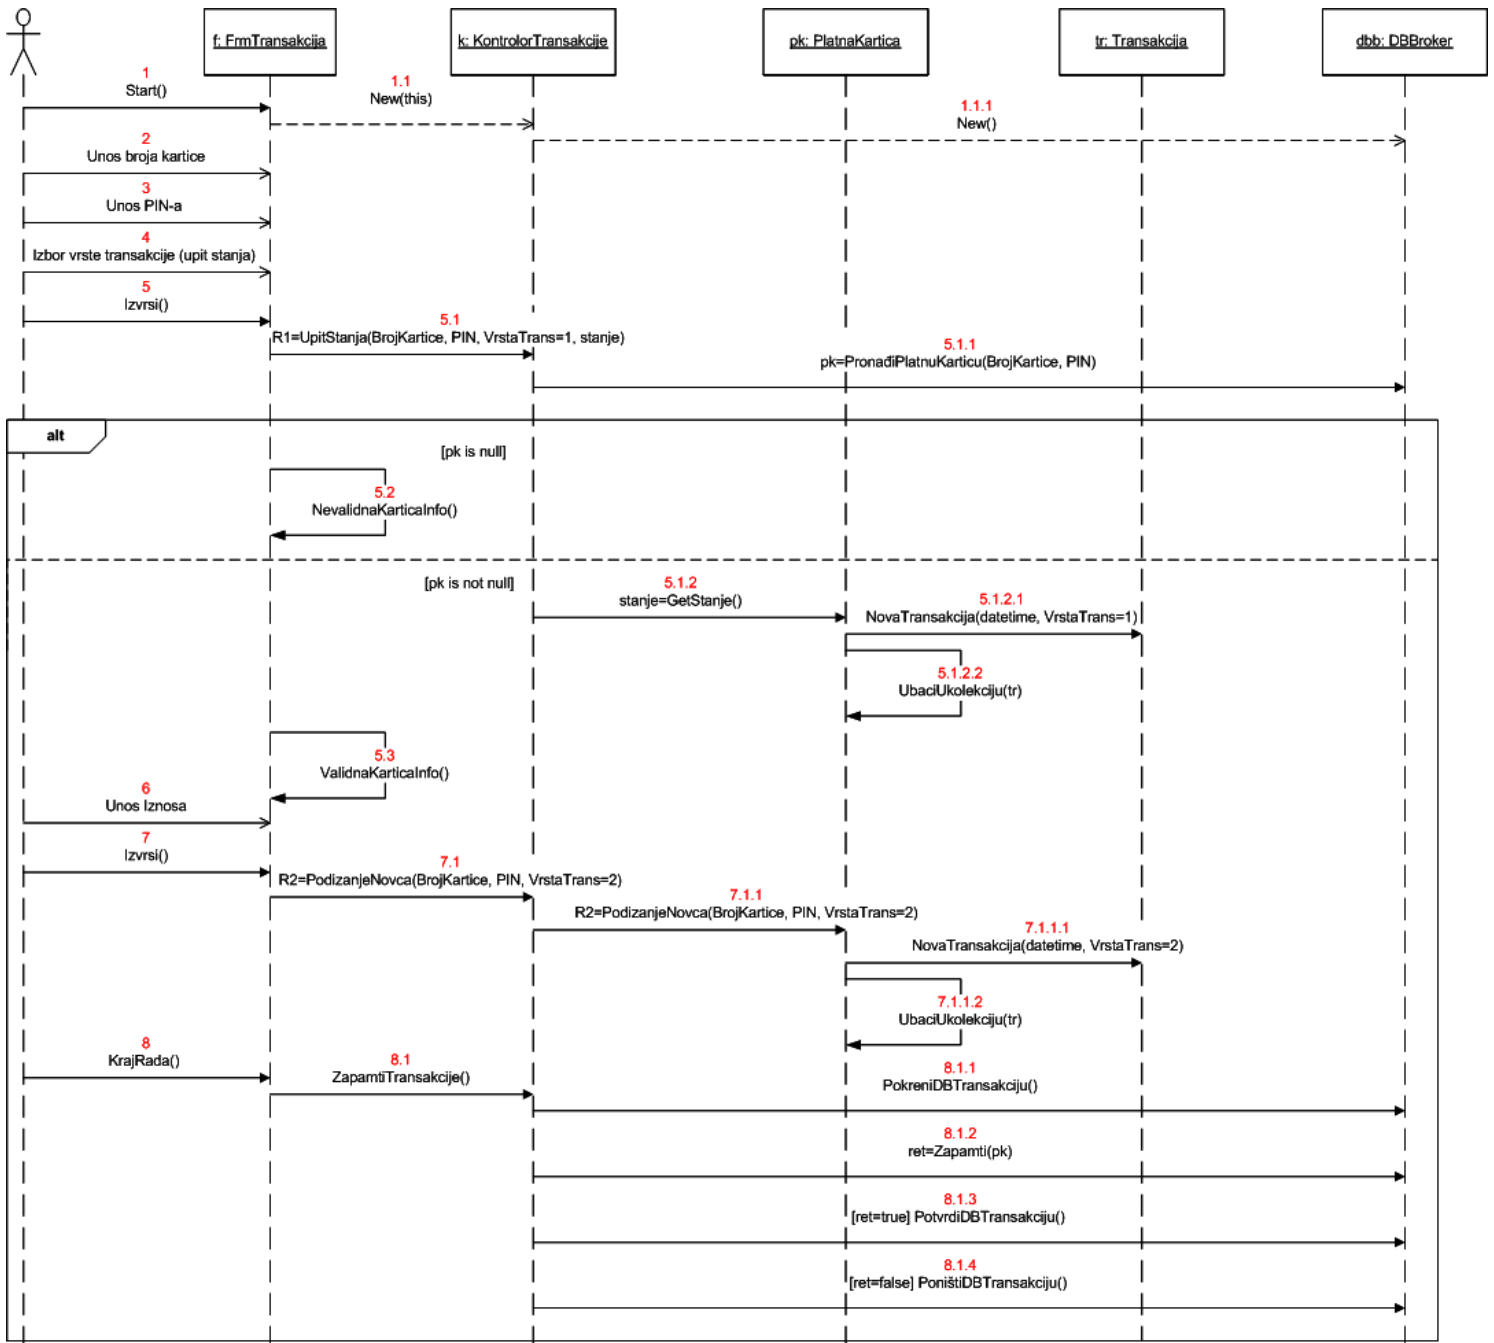 f: FrmTransakcija
k: KontrolorTransakcije
pk: PlatnaKartica
tr: Transakcija
dbb: DBBroker
1
Start()
1.1
New(this)
1.1.1
New()
2
Unos broja kartice
3
Unos PIN-a
4
Izbor vrste transakcije (upit stanja)
5
Izvrsi()
5.1
R1=UpitStanja(BrojKartice, PIN, VrstaTrans=1, stanje)
5.1.1
pk=PronađiPlatnuKarticu(BrojKartice, PIN)
alt
[pk is null]
5.2
NevalidnaKarticaInfo()
[pk is not null]
5.1.2
stanje=GetStanje()
5.1.2.1
NovaTransakcija(datetime, VrstaTrans=1)
5.1.2.2
UbaciUkolekciju(tr)
5.3
ValidnaKarticaInfo()
6
Unos Iznosa
7
Izvrsi()
7.1
R2=PodizanjeNovca(BrojKartice, PIN, VrstaTrans=2)
7.1.1
R2=PodizanjeNovca(BrojKartice, PIN, VrstaTrans=2)
7.1.1.1
NovaTransakcija(datetime, VrstaTrans=2)
7.1.1.2
UbaciUkolekciju(tr)
8
KrajRada()
8.1
ZapamtiTransakcije()
8.1.1
PokreniDBTransakciju()
8.1.2
ret=Zapamti(pk)
8.1.3
[ret=true] PotvrdiDBTransakciju()
8.1.4
[ret=false] PoništiDBTransakciju()